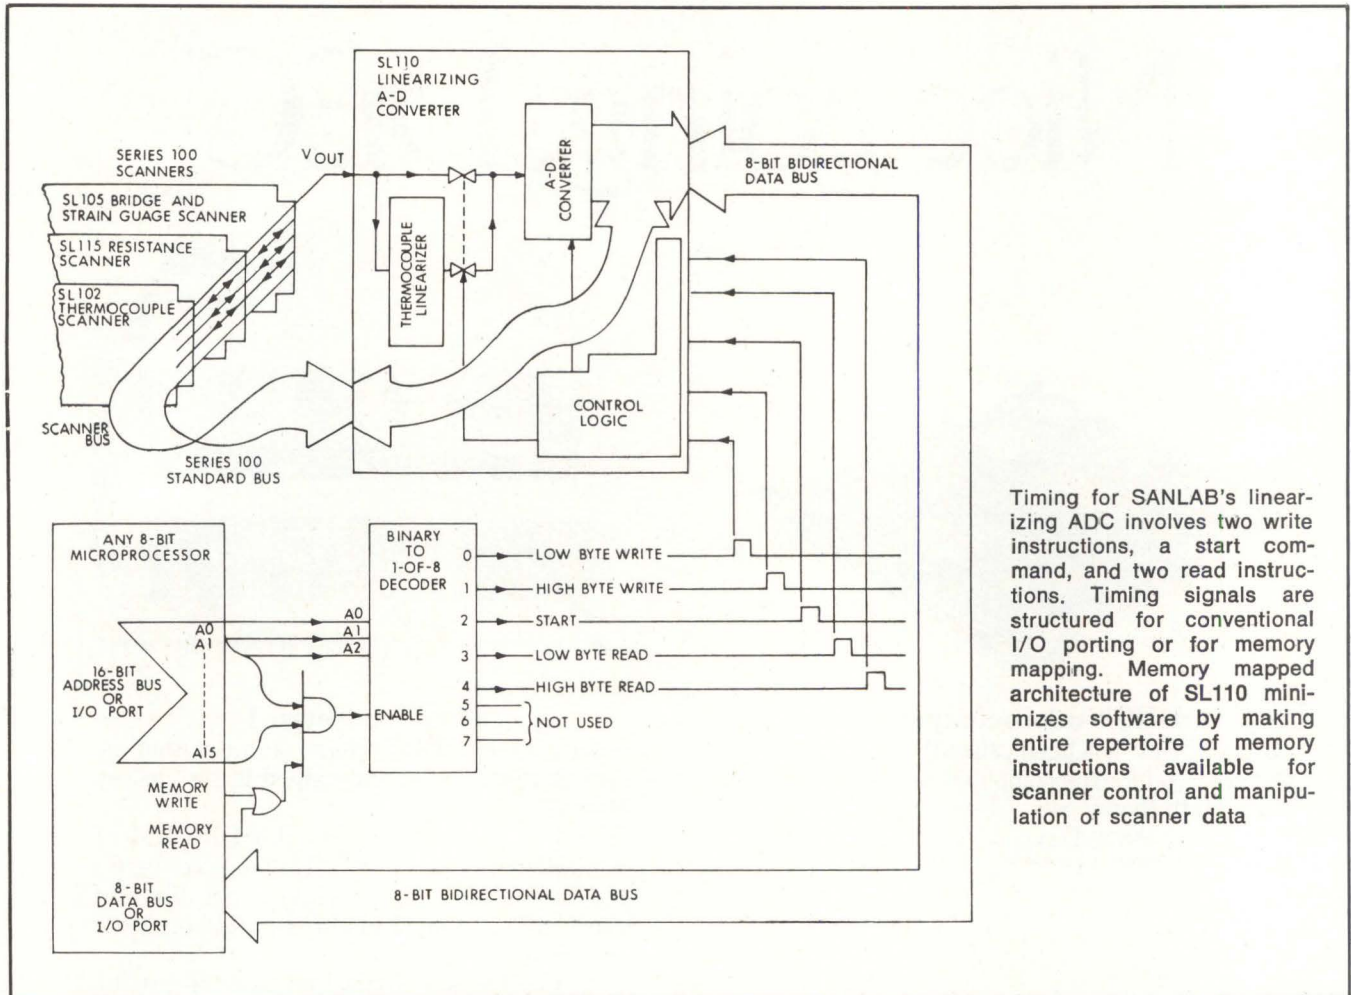 SL110
LINEARIZING
A-D
CONVERTER
SERIES 100
SCANNERS
V OUT
SL105 BRIDGE AND
STRAIN GUAGE SCANNER
SL115 RESISTANCE
SCANNER
SL102
THERMOCOUPLE
SCANNER
A-D
CONVERTER
THERMOCOUPLE
LINEARIZER
8-BIT BIDIRECTIONAL
DATA BUS
CONTROL
LOGIC
SCANNER
BUS
SERIES 100
STANDARD BUS
ANY 8-BIT
MICROPROCESSOR
A0
A1
16-BIT
ADDRESS BUS
OR
I/O PORT
A15
MEMORY
WRITE
MEMORY
READ
8-BIT
DATA BUS
OR
I/O PORT
A0
A1
A2
BINARY
TO
1-OF-8
DECODER
ENABLE
0 LOW BYTE WRITE
1 HIGH BYTE WRITE
2 START
3 LOW BYTE READ
4 HIGH BYTE READ
5
6 NOT USED
7
8-BIT BIDIRECTIONAL DATA BUS
Timing for SANLAB's linear-
izing ADC involves two write
instructions, a start com-
mand, and two read instruc-
tions. Timing signals are
structured for conventional
I/O porting or for memory
mapping. Memory mapped
architecture of SL110 mini-
mizes software by making
entire repertoire of memory
instructions available for
scanner control and manipu-
lation of scanner data